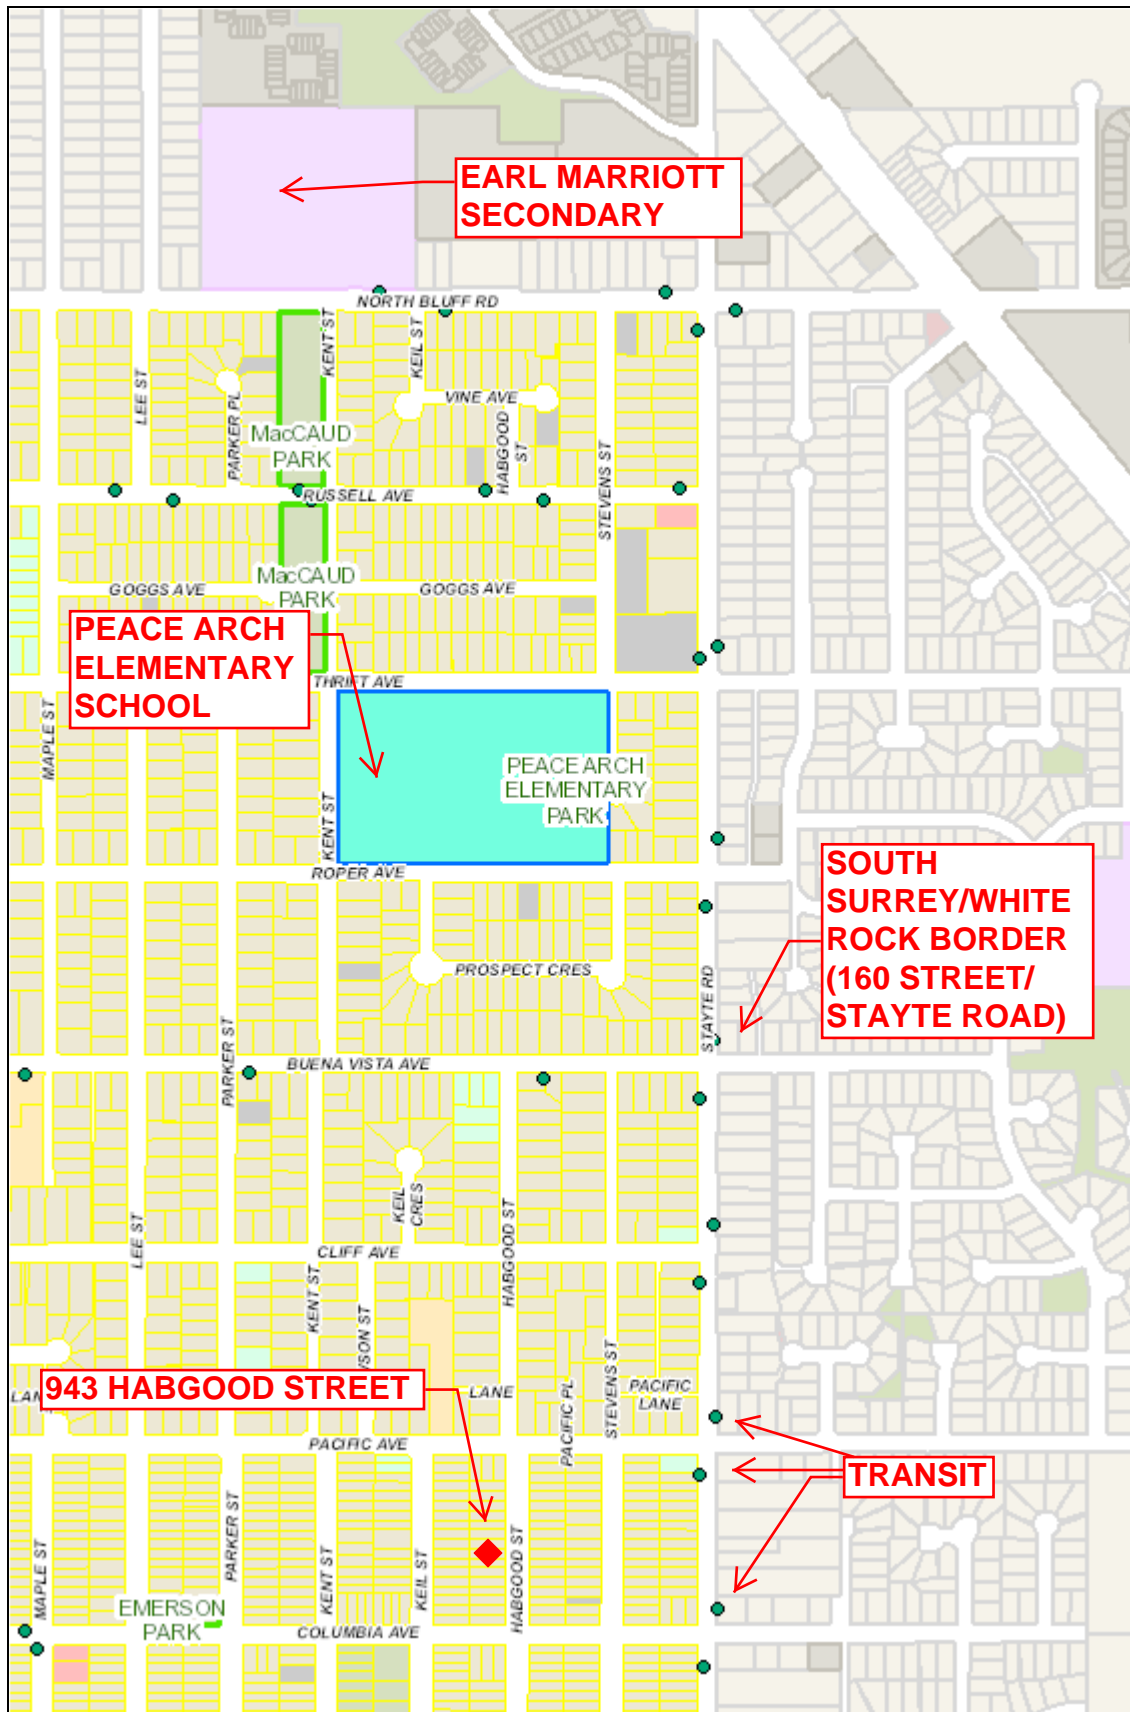 EARL MARRIOTT
SECONDARY
NORTH BLUFF RD
KENT ST
KEIL ST
LEE ST
PARKER PL
VINE AVE
HABGOOD
ST
STEVENS ST
MacCAUD
PARK
RUSSELL AVE
GOGGS AVE
MacCAUD
PARK
GOGGS AVE
PEACE ARCH
ELEMENTARY
SCHOOL
THRIFT AVE
MAPLE ST
PEACE ARCH
ELEMENTARY
PARK
KENT ST
ROPER AVE
SOUTH
SURREY/WHITE
ROCK BORDER
(160 STREET/
STAYTE ROAD)
PROSPECT CRES
STAYTE RD
PARKER ST
BUENA VISTA AVE
KEIL
CRES
LEE ST
HABGOOD ST
CLIFF AVE
KENT ST
STEVENS ST
943 HABGOOD STREET
LANE
PACIFIC PL
PACIFIC
LANE
PACIFIC AVE
TRANSIT
MAPLE ST
PARKER ST
KENT ST
KEIL ST
HABGOOD ST
EMERSON
PARK
COLUMBIA AVE